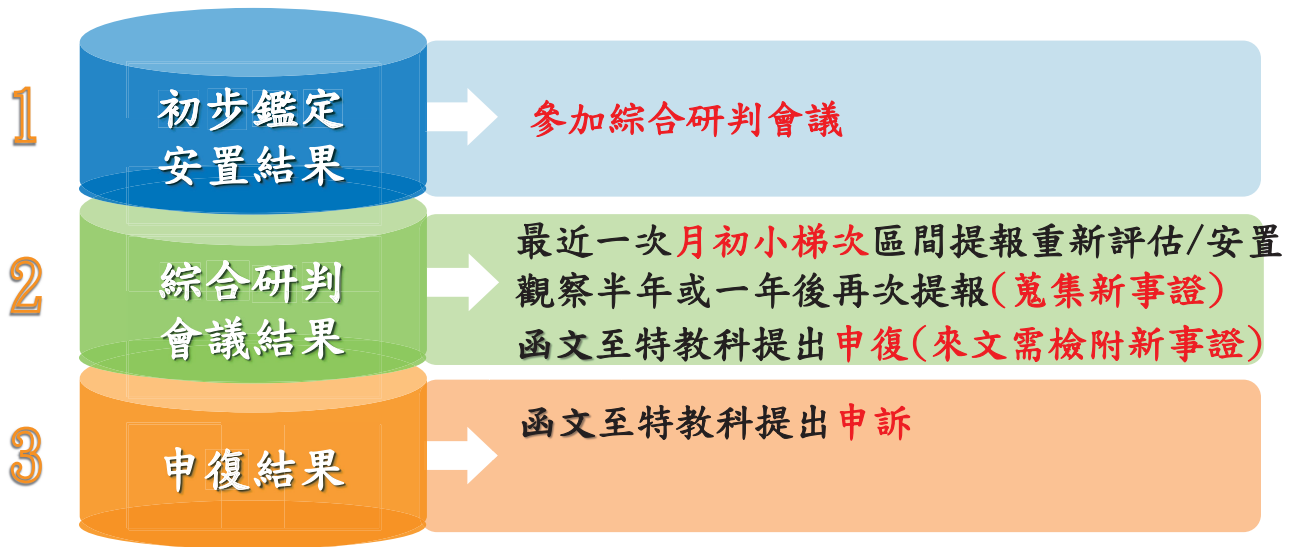 1
初步鑑定
安置結果
參加綜合研判會議
2
綜合研判
會議結果
最近一次月初小梯次區間提報重新評估/安置
觀察半年或一年後再次提報(蒐集新事證)
函文至特教科提出申復(來文需檢附新事證)
3
申復結果
函文至特教科提出申訴